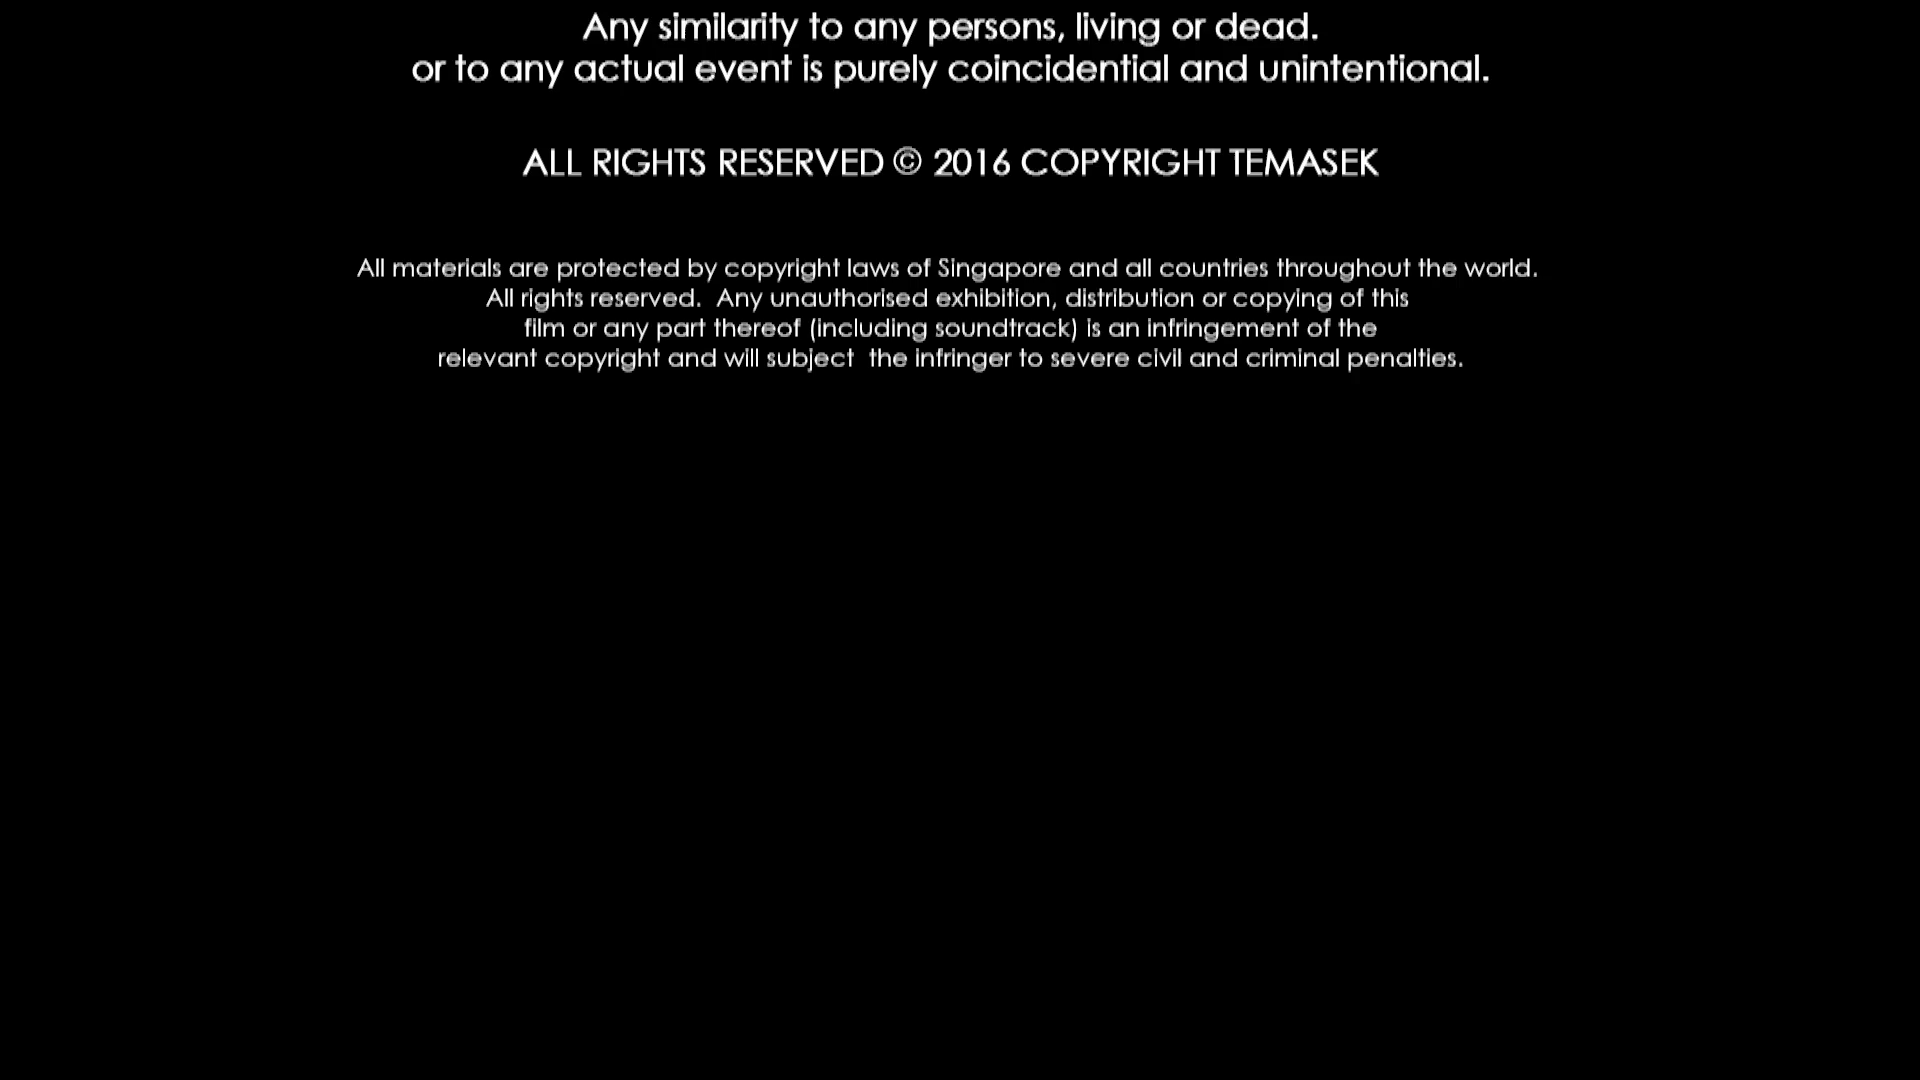 Any similarity to any persons, living or dead.
or to any actual event is purely coincidential and unintentional.
ALL RIGHTS RESERVED © 2016 COPYRIGHT TEMASEK
All materials are protected by copyright laws of Singapore and all countries throughout the world.
All rights reserved.  Any unauthorised exhibition, distribution or copying of this
film or any part thereof (including soundtrack) is an infringement of the
relevant copyright and will subject  the infringer to severe civil and criminal penalties.